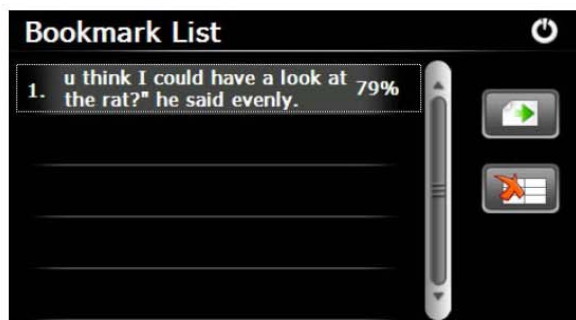 Bookmark List
1. u think I could have a look at 79%
the rat?" he said evenly.